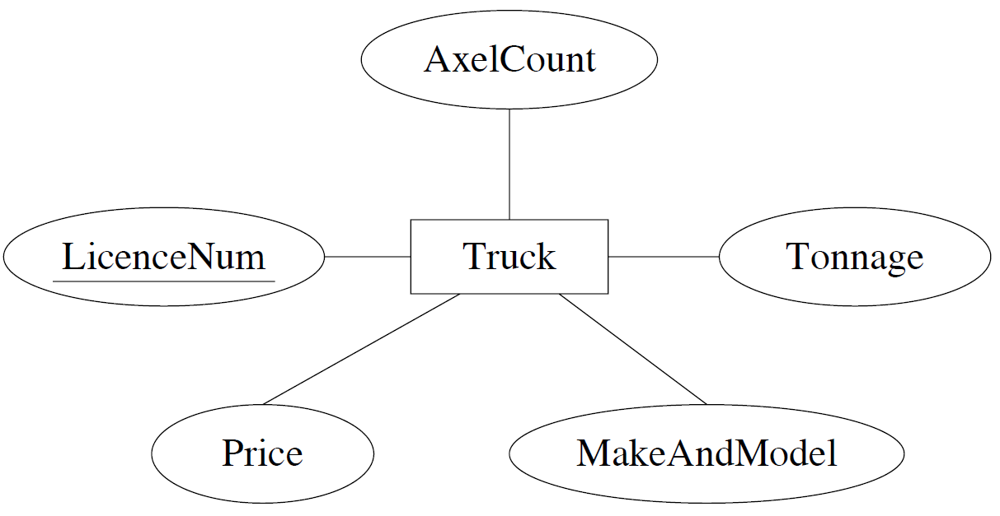 AxelCount
LicenceNum
Truck
Tonnage
Price
MakeAndModel